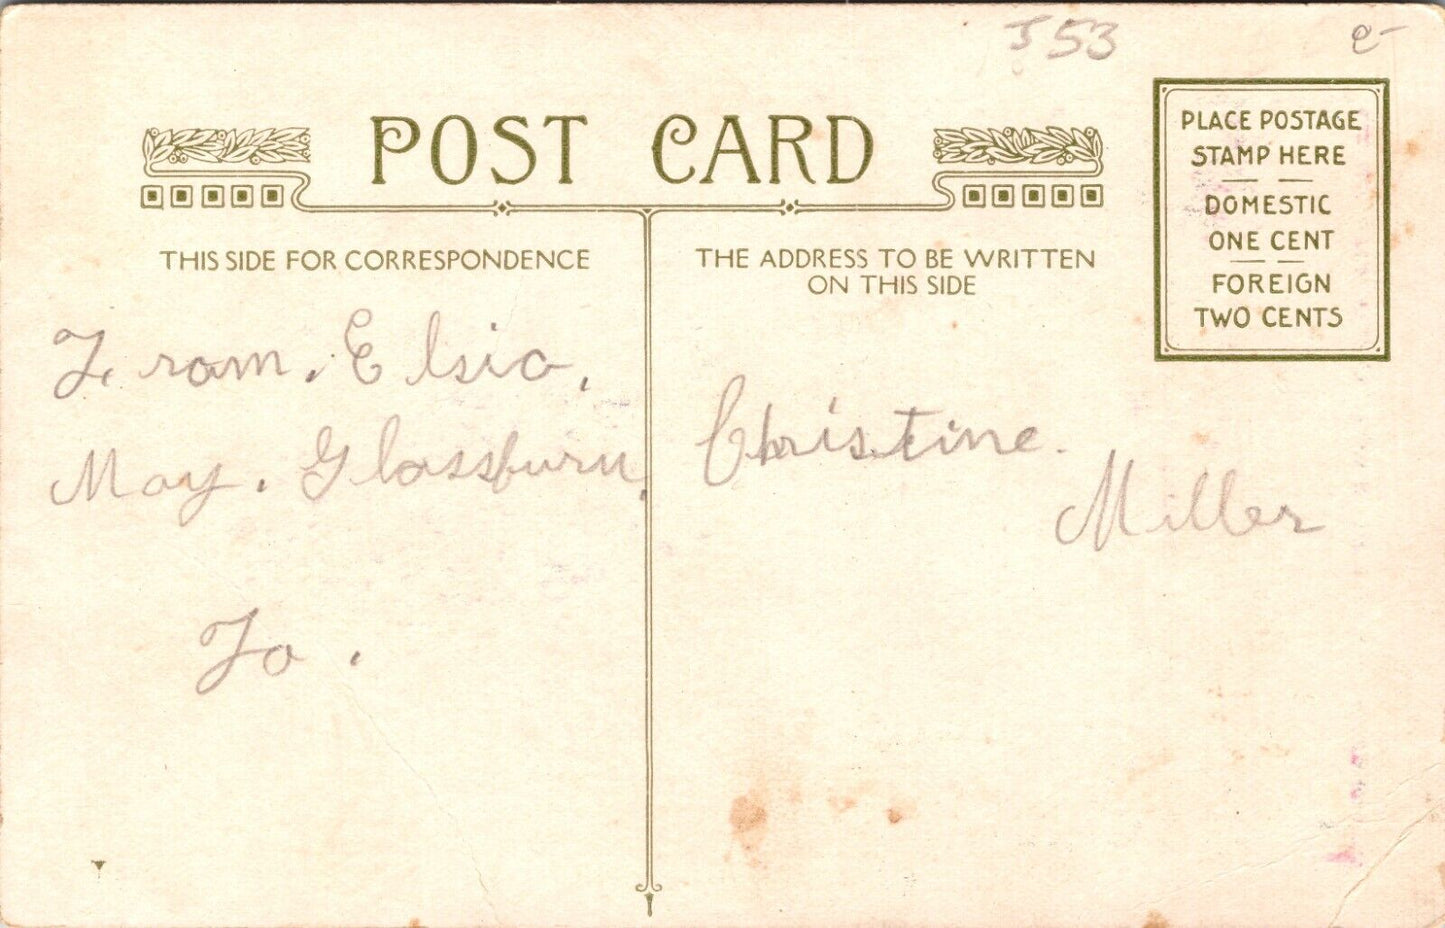 J53
e-
POST CARD
PLACE POSTAGE
STAMP HERE
DOMESTIC
ONE CENT
FOREIGN
TWO CENTS
THIS SIDE FOR CORRESPONDENCE
From. Elsia,
May. Glassburn,
To.
THE ADDRESS TO BE WRITTEN
ON THIS SIDE
Christine.
Miller